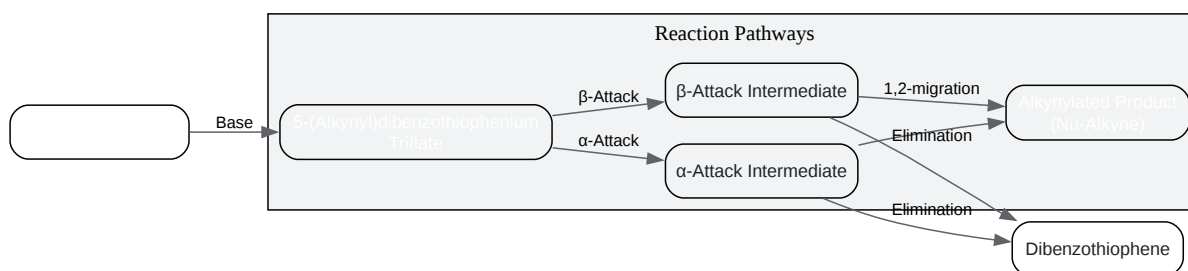 Reaction Pathways
Base
5-(Alkynyl)dibenzothiophenium
Triflate
β-Attack
α-Attack
β-Attack Intermediate
α-Attack Intermediate
1,2-migration
Elimination
Elimination
Alkynylated Product
(Nu-Alkyne)
Dibenzothiophene